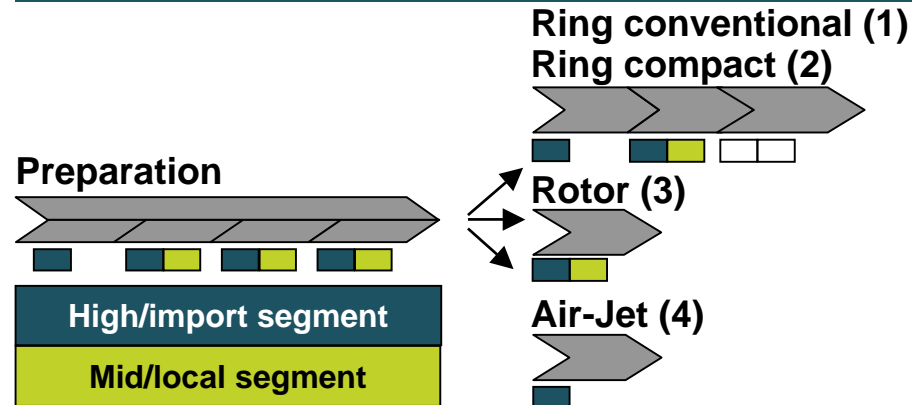 Ring conventional (1)
Ring compact (2)
Preparation
Rotor (3)
High/import segment
Air-Jet (4)
Mid/local segment